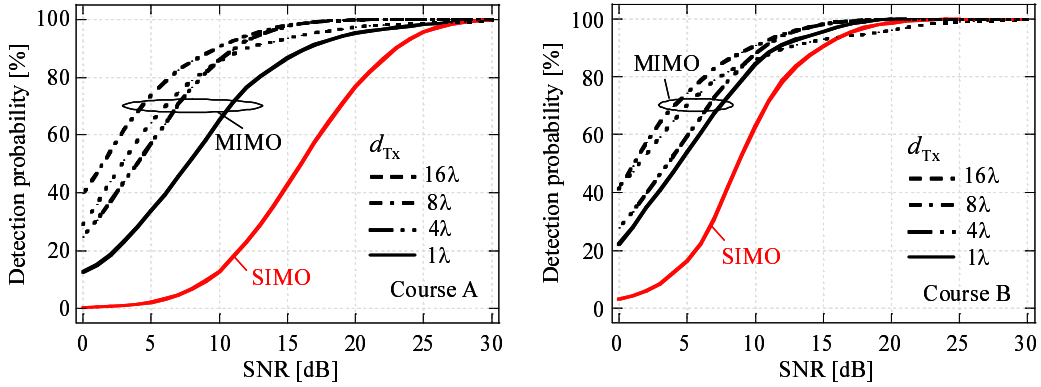 Detection probability [%]
100
80
60
40
20
0
0
5
10
15
20
25
30
SNR [dB]
MIMO
SIMO
d_Tx
16λ
8λ
4λ
1λ
Course A
Detection probability [%]
100
80
60
40
20
0
0
5
10
15
20
25
30
SNR [dB]
MIMO
SIMO
d_Tx
16λ
8λ
4λ
1λ
Course B